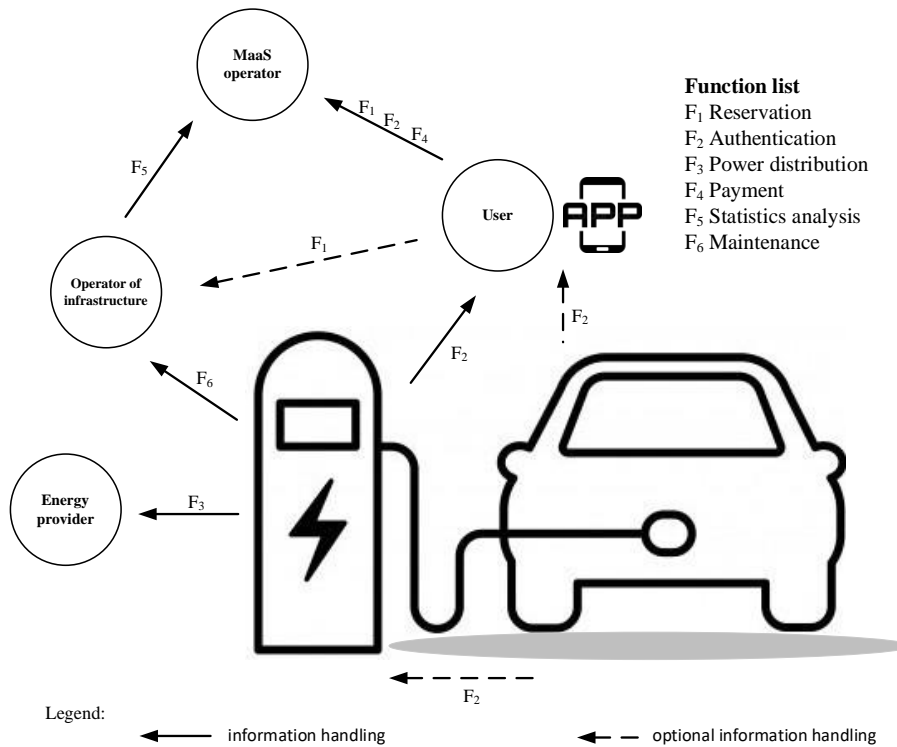 MaaS
operator
F₁
F₂
F₄
Function list
F₁ Reservation
F₂ Authentication
F₃ Power distribution
F₄ Payment
F₅ Statistics analysis
F₆ Maintenance
F₅
User
APP
F₁
Operator of
infrastructure
F₂
F₂
F₆
Energy
provider
F₃
F₂
Legend:
information handling
optional information handling